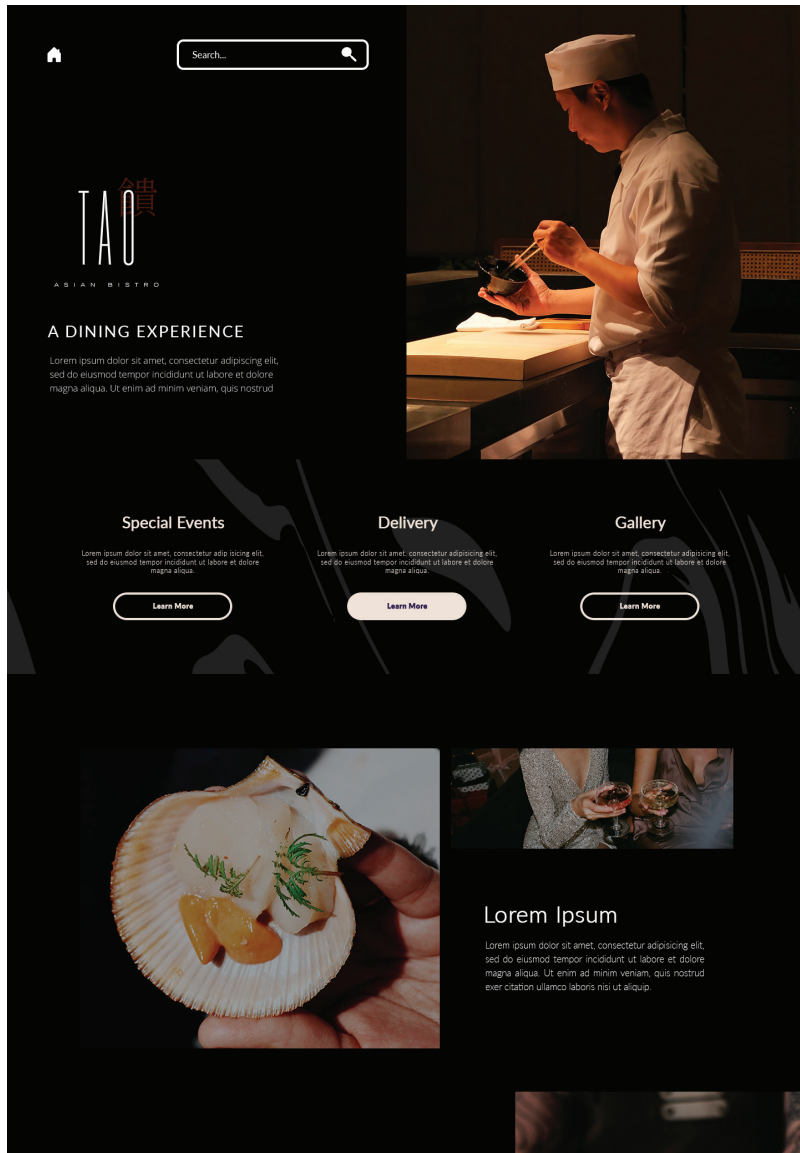 Search...
饋
TAO
ASIAN BISTRO
A DINING EXPERIENCE
Lorem ipsum dolor sit amet, consectetur adipiscing elit,
sed do eiusmod tempor incididunt ut labore et dolore
magna aliqua. Ut enim ad minim veniam, quis nostrud
Special Events
Lorem ipsum dolor sit amet, consectetur adip isicing elit,
sed do eiusmod tempor incididunt ut labore et dolore
magna aliqua.
Learn More
Delivery
Lorem ipsum dolor sit amet, consectetur adipisicing elit,
sed do eiusmod tempor incididunt ut labore et dolore
magna aliqua.
Learn More
Gallery
Lorem ipsum dolor sit amet, consectetur adipisicing elit,
sed do eiusmod tempor incididunt ut labore et dolore
magna aliqua.
Learn More
Lorem Ipsum
Lorem ipsum dolor sit amet, consectetur adipisicing elit,
sed do eiusmod tempor incididunt ut labore et dolore
magna aliqua. Ut enim ad minim veniam, quis nostrud
exer citation ullamco laboris nisi ut aliquip.